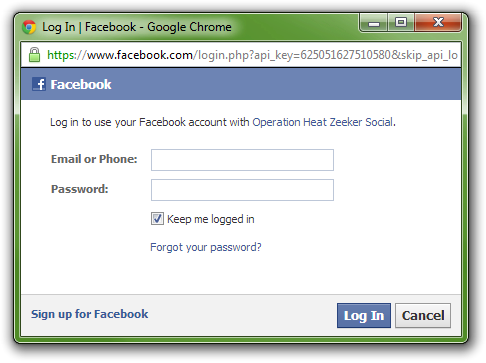 Log In | Facebook - Google Chrome
https://www.facebook.com/login.php?api_key=625051627510580&skip_api_lo
Facebook
Log in to use your Facebook account with Operation Heat Zeeker Social.
Email or Phone:
Password:
Keep me logged in
Forgot your password?
Sign up for Facebook Log In Cancel